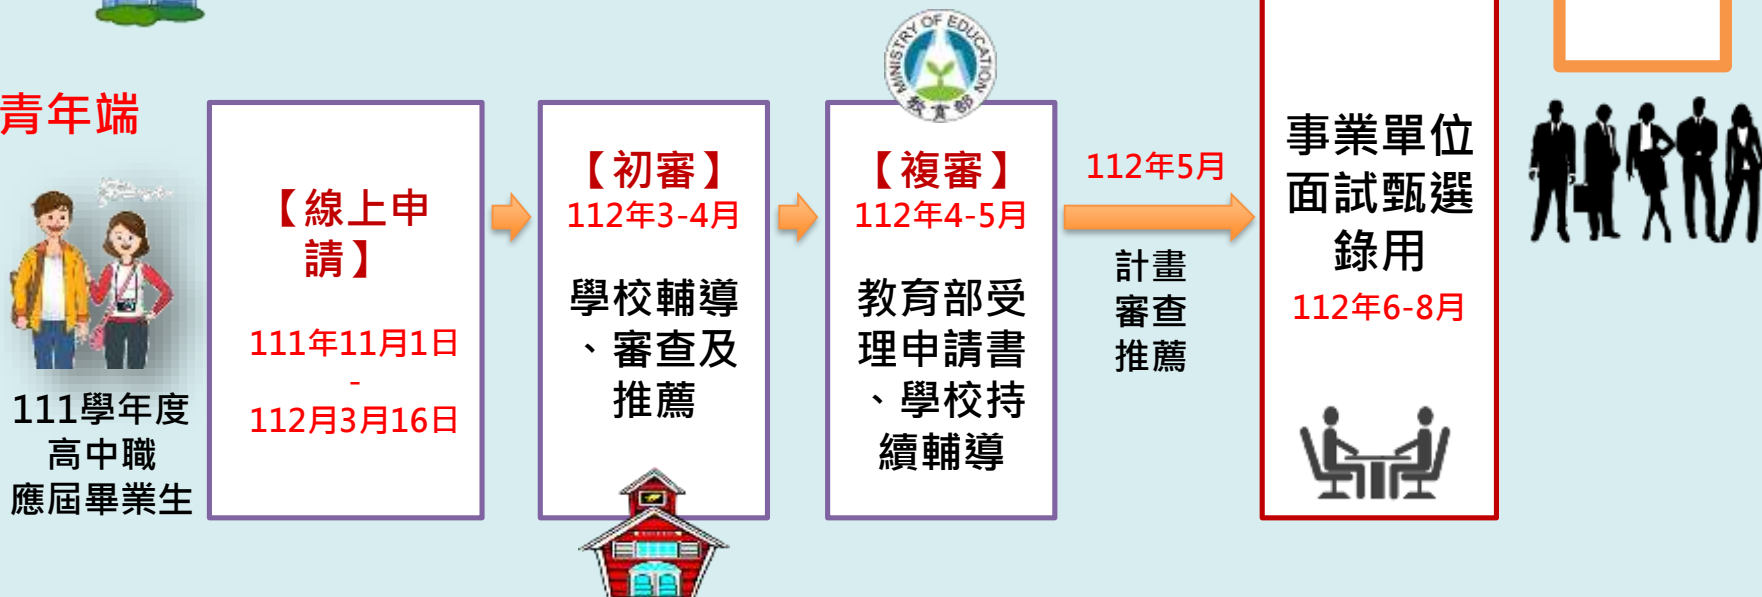 青年端
111學年度
高中職
應屆畢業生
【線上申
請】
111年11月1日
-
112月3月16日
【初審】
112年3-4月
學校輔導
、審查及
推薦
MINISTRY OF EDUCATION
教育部
【複審】
112年4-5月
教育部受
理申請書
、學校持
續輔導
112年5月
計畫
審查
推薦
事業單位
面試甄選
錄用
112年6-8月